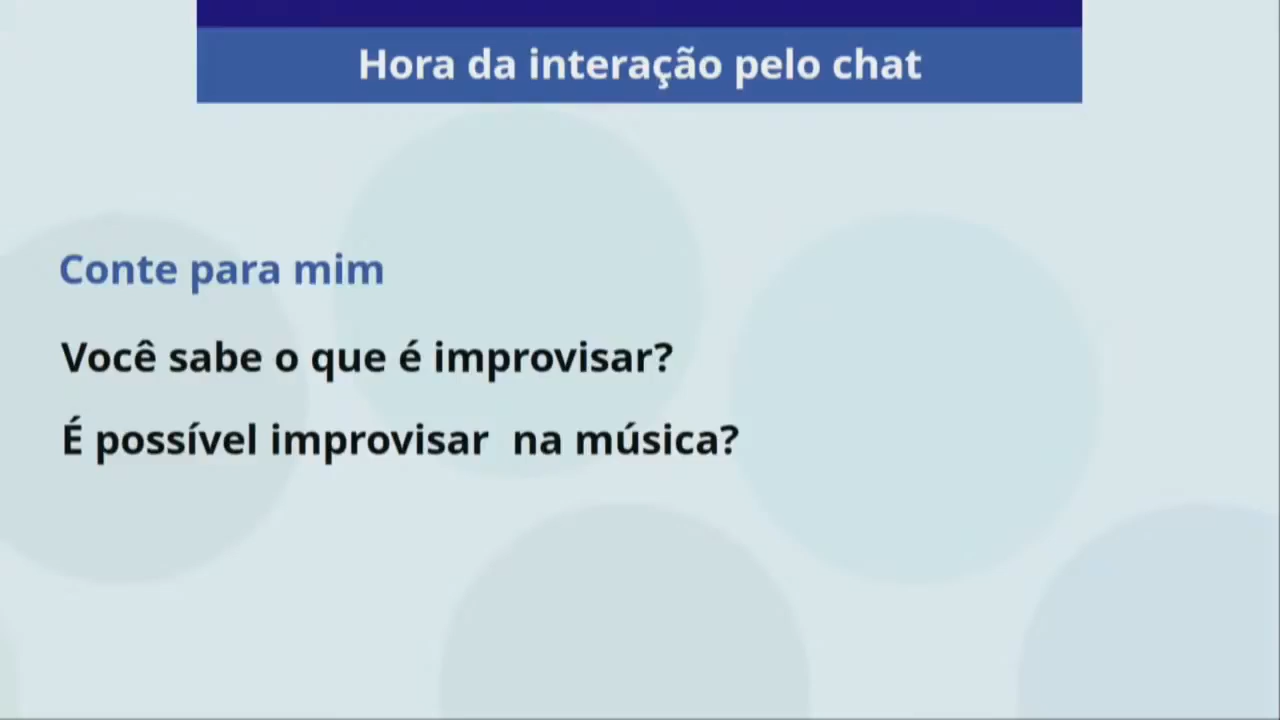 Hora da interação pelo chat
Conte para mim
Você sabe o que é improvisar?
É possível improvisar  na música?